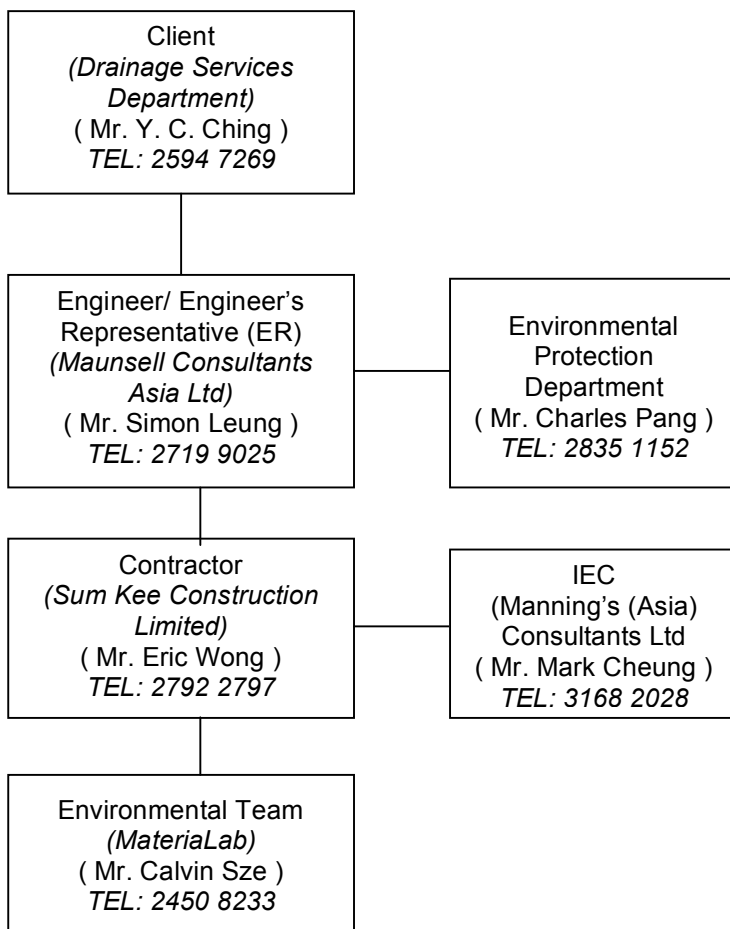 Client
(Drainage Services
Department)
( Mr. Y. C. Ching )
TEL: 2594 7269
Engineer/ Engineer’s
Representative (ER)
(Maunsell Consultants
Asia Ltd)
( Mr. Simon Leung )
TEL: 2719 9025
Environmental
Protection
Department
( Mr. Charles Pang )
TEL: 2835 1152
Contractor
(Sum Kee Construction
Limited)
( Mr. Eric Wong )
TEL: 2792 2797
IEC
(Manning’s (Asia)
Consultants Ltd
( Mr. Mark Cheung )
TEL: 3168 2028
Environmental Team
(MateriaLab)
( Mr. Calvin Sze )
TEL: 2450 8233